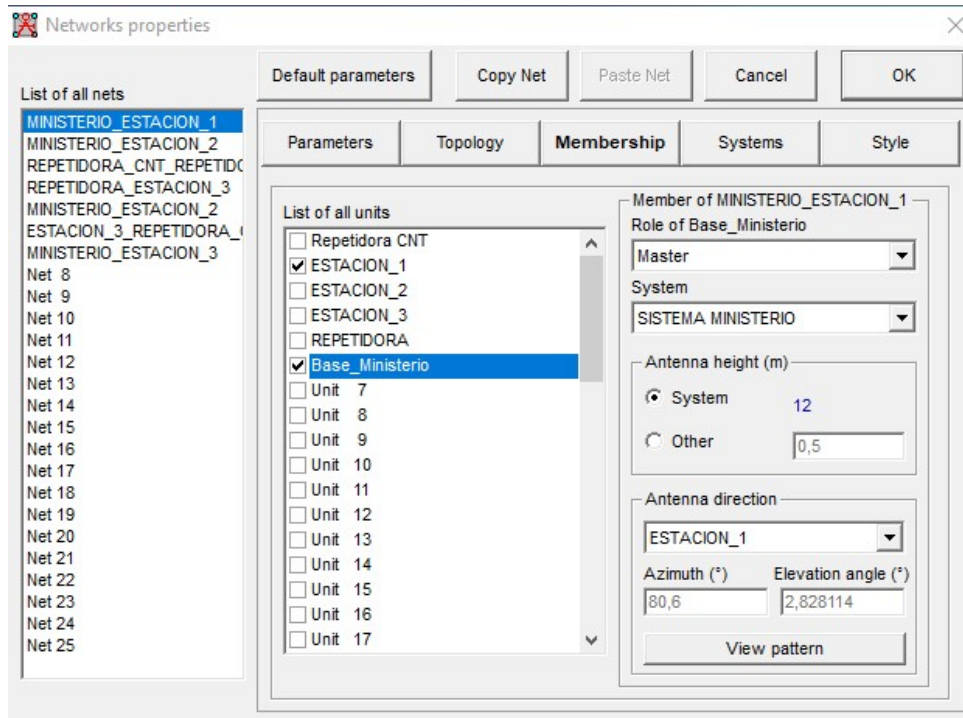 Networks properties
Default parameters
Copy Net
Paste Net
Cancel
OK
List of all nets
MINISTERIO_ESTACION_1
MINISTERIO_ESTACION_2
REPETIDORA_CNT_REPETIDO
REPETIDORA_ESTACION_3
MINISTERIO_ESTACION_2
ESTACION_3_REPETIDORA_
MINISTERIO_ESTACION_3
Net 8
Net 9
Net 10
Net 11
Net 12
Net 13
Net 14
Net 15
Net 16
Net 17
Net 18
Net 19
Net 20
Net 21
Net 22
Net 23
Net 24
Net 25
Parameters
Topology
Membership
Systems
Style
List of all units
Repetidora CNT
ESTACION_1
ESTACION_2
ESTACION_3
REPETIDORA
Base_Ministerio
Unit 7
Unit 8
Unit 9
Unit 10
Unit 11
Unit 12
Unit 13
Unit 14
Unit 15
Unit 16
Unit 17
Member of MINISTERIO_ESTACION_1
Role of Base_Ministerio
Master
System
SISTEMA MINISTERIO
Antenna height (m)
System 12
Other 0,5
Antenna direction
ESTACION_1
Azimuth (°) Elevation angle (°)
80,6 2,828114
View pattern